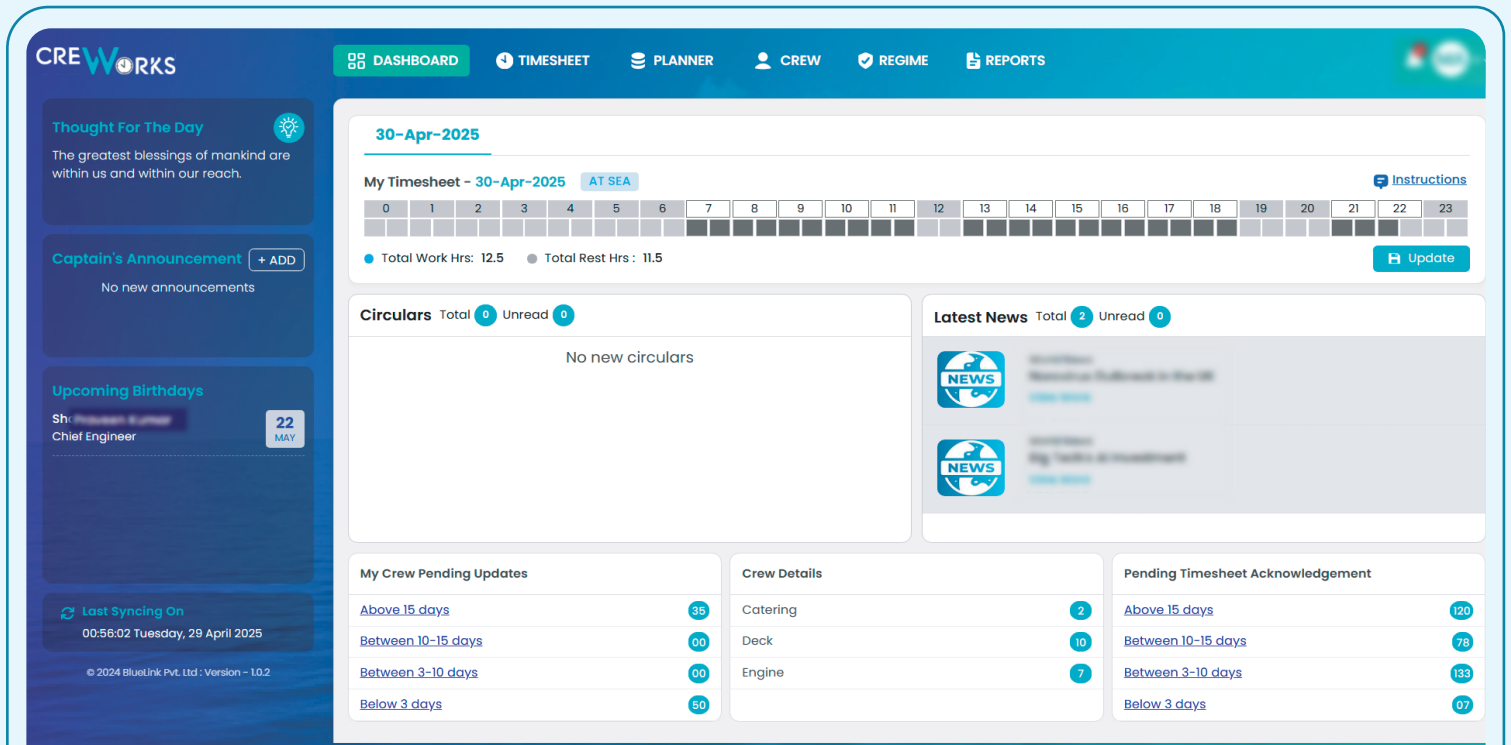 CREWORKS
DASHBOARD
TIMESHEET
PLANNER
CREW
REGIME
REPORTS
Thought For The Day
The greatest blessings of mankind are
within us and within our reach.
Captain's Announcement
+ ADD
No new announcements
Upcoming Birthdays
Chief Engineer
22
MAY
Last Syncing On
00:56:02 Tuesday, 29 April 2025
© 2024 BlueLink Pvt. Ltd : Version - 1.0.2
30-Apr-2025
My Timesheet - 30-Apr-2025
AT SEA
Instructions
0 1 2 3 4 5 6 7 8 9 10 11 12 13 14 15 16 17 18 19 20 21 22 23
Total Work Hrs: 12.5
Total Rest Hrs : 11.5
Update
Circulars Total 0 Unread 0
No new circulars
Latest News Total 2 Unread 0
NEWS
NEWS
My Crew Pending Updates
Above 15 days 35
Between 10-15 days 00
Between 3-10 days 00
Below 3 days 50
Crew Details
Catering 2
Deck 10
Engine 7
Pending Timesheet Acknowledgement
Above 15 days 120
Between 10-15 days 78
Between 3-10 days 133
Below 3 days 07